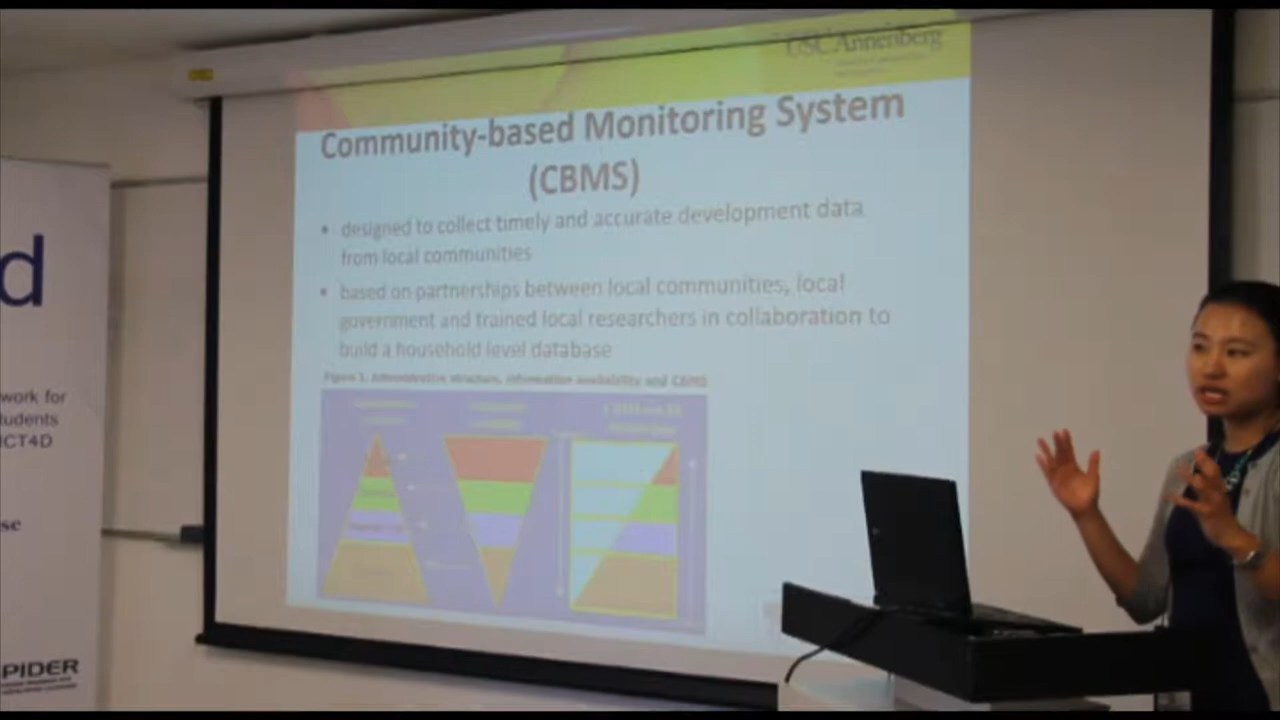 USC Annenberg
Community-based Monitoring System
(CBMS)
• designed to collect timely and accurate development data
from local communities
• based on partnerships between local communities, local
government and trained local researchers in collaboration to
build a household level database
Figure 1. Administrative structure, information availability and CBMS
d
work for
udents
ICT4D
se
PIDER